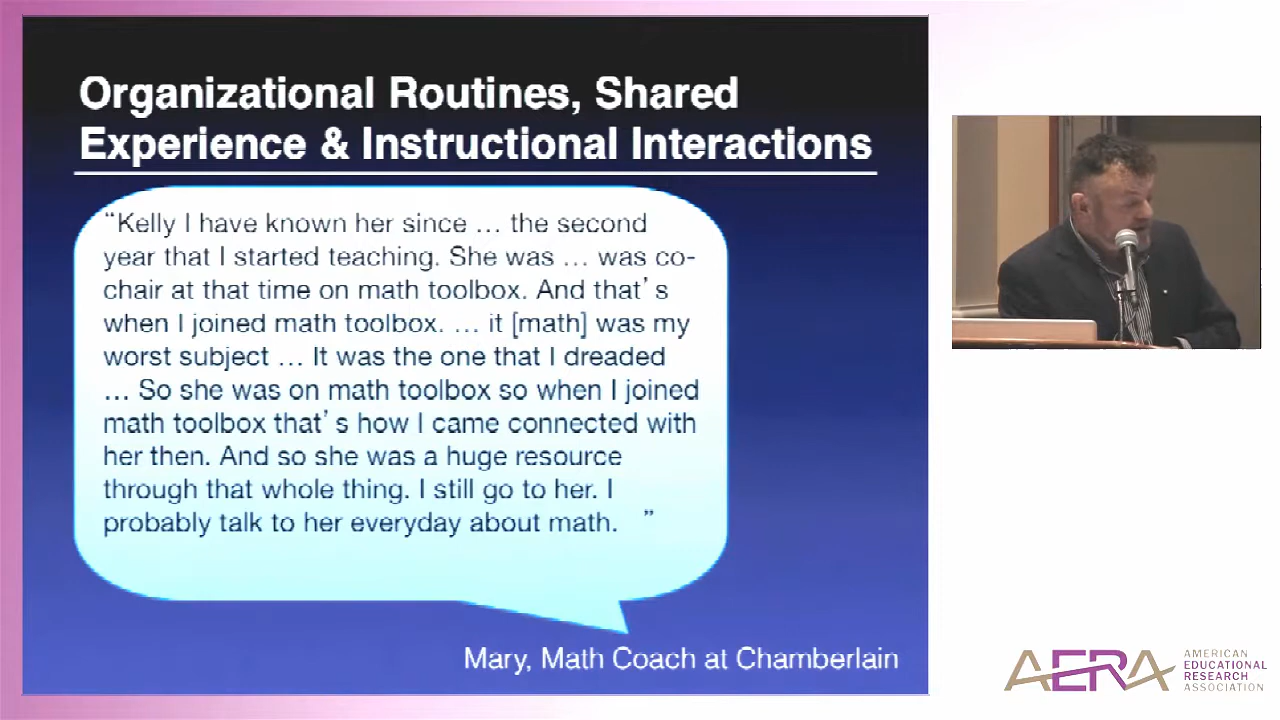 Organizational Routines, Shared
Experience & Instructional Interactions
“Kelly I have known her since … the second
year that I started teaching. She was … was co-
chair at that time on math toolbox. And that’s
when I joined math toolbox. … it [math] was my
worst subject … It was the one that I dreaded
… So she was on math toolbox so when I joined
math toolbox that’s how I came connected with
her then. And so she was a huge resource
through that whole thing. I still go to her. I
probably talk to her everyday about math. ”
Mary, Math Coach at Chamberlain
AERA
AMERICAN
EDUCATIONAL
RESEARCH
ASSOCIATION